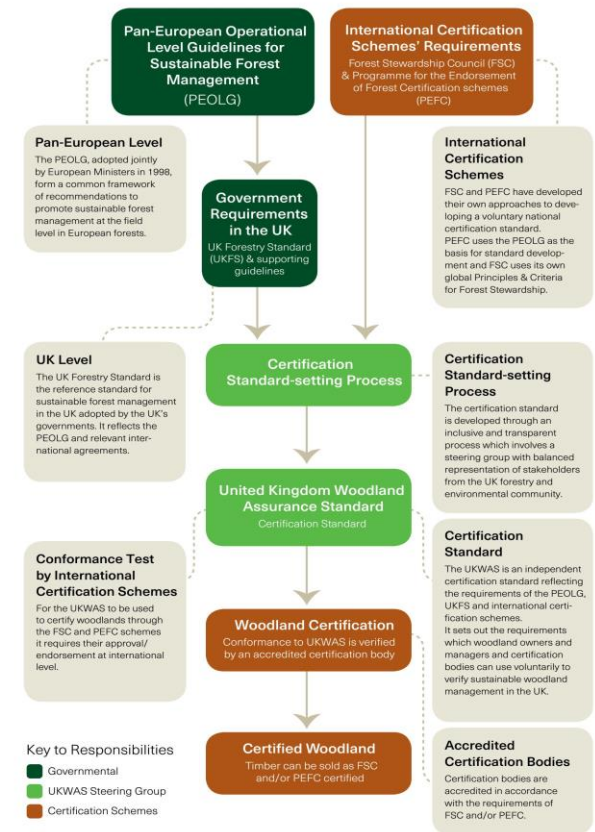 Pan-European Operational
Level Guidelines for
Sustainable Forest
Management
(PEOLG)
International Certification
Schemes' Requirements
Forest Stewardship Council (FSC)
& Programme for the Endorsement
of Forest Certification schemes
(PEFC)
Pan-European Level
The PEOLG, adopted jointly
by European Ministers in 1998,
form a common framework
of recommendations to
promote sustainable forest
management at the field
level in European forests.
Government
Requirements
in the UK
UK Forestry Standard
(UKFS) & supporting
guidelines
International
Certification
Schemes
FSC and PEFC have developed
their own approaches to deve-
loping a voluntary national
certification standard.
PEFC uses the PEOLG as the
basis for standard develop-
ment and FSC uses its own
global Principles & Criteria
for Forest Stewardship.
UK Level
The UK Forestry Standard is
the reference standard for
sustainable forest management
in the UK adopted by the UK's
governments. It reflects the
PEOLG and relevant inter-
national agreements.
Certification
Standard-setting Process
Certification
Standard-setting
Process
The certification standard
is developed through an
inclusive and transparent
process which involves a
steering group with balanced
representation of stakeholders
from the UK forestry and
environmental community.
United Kingdom Woodland
Assurance Standard
Certification Standard
Conformance Test
by International
Certification Schemes
For the UKWAS to be used
to certify woodlands through
the FSC and PEFC schemes
it requires their approval/
endorsement at international
level.
Certification
Standard
The UKWAS is an independent
certification standard reflecting
the requirements of the PEOLG,
UKFS and international certi-
fication schemes.
It sets out the requirements
which woodland owners and
managers and certification
bodies can use voluntarily to
verify sustainable woodland
management in the UK.
Woodland Certification
Conformance to UKWAS is verified
by an accredited certification body
Certified Woodland
Timber can be sold as FSC
and/or PEFC certified
Accredited
Certification Bodies
Certification bodies are
accredited in accordance
with the requirements of
FSC and/or PEFC.
Key to Responsibilities
Governmental
UKWAS Steering Group
Certification Schemes